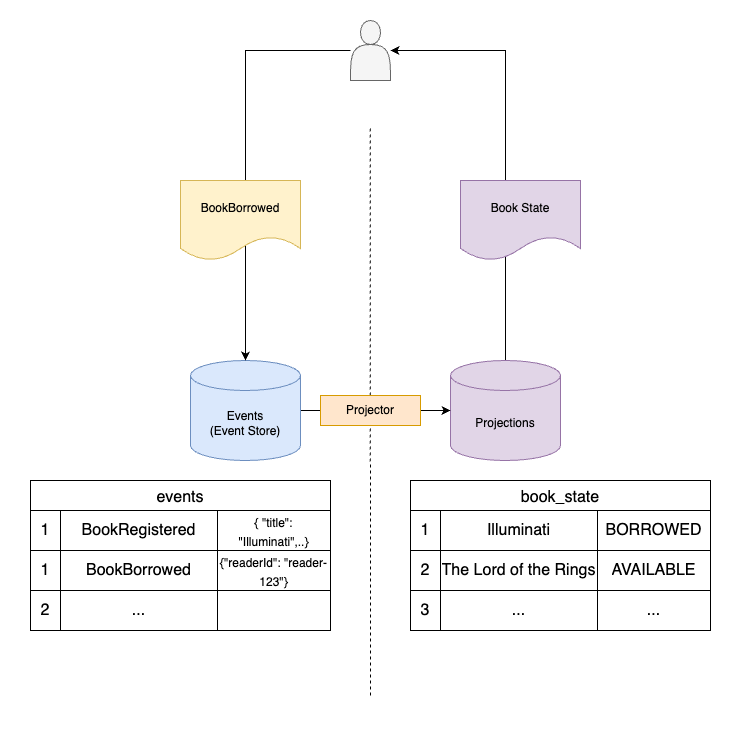 BookBorrowed
Book State
Events
(Event Store)
Projector
Projections
events
1 BookRegistered { "title":
"Illuminati",..}
1 BookBorrowed {"readerId": "reader-
123"}
2 ...
book_state
1 Illuminati BORROWED
2 The Lord of the Rings AVAILABLE
3 ... ...